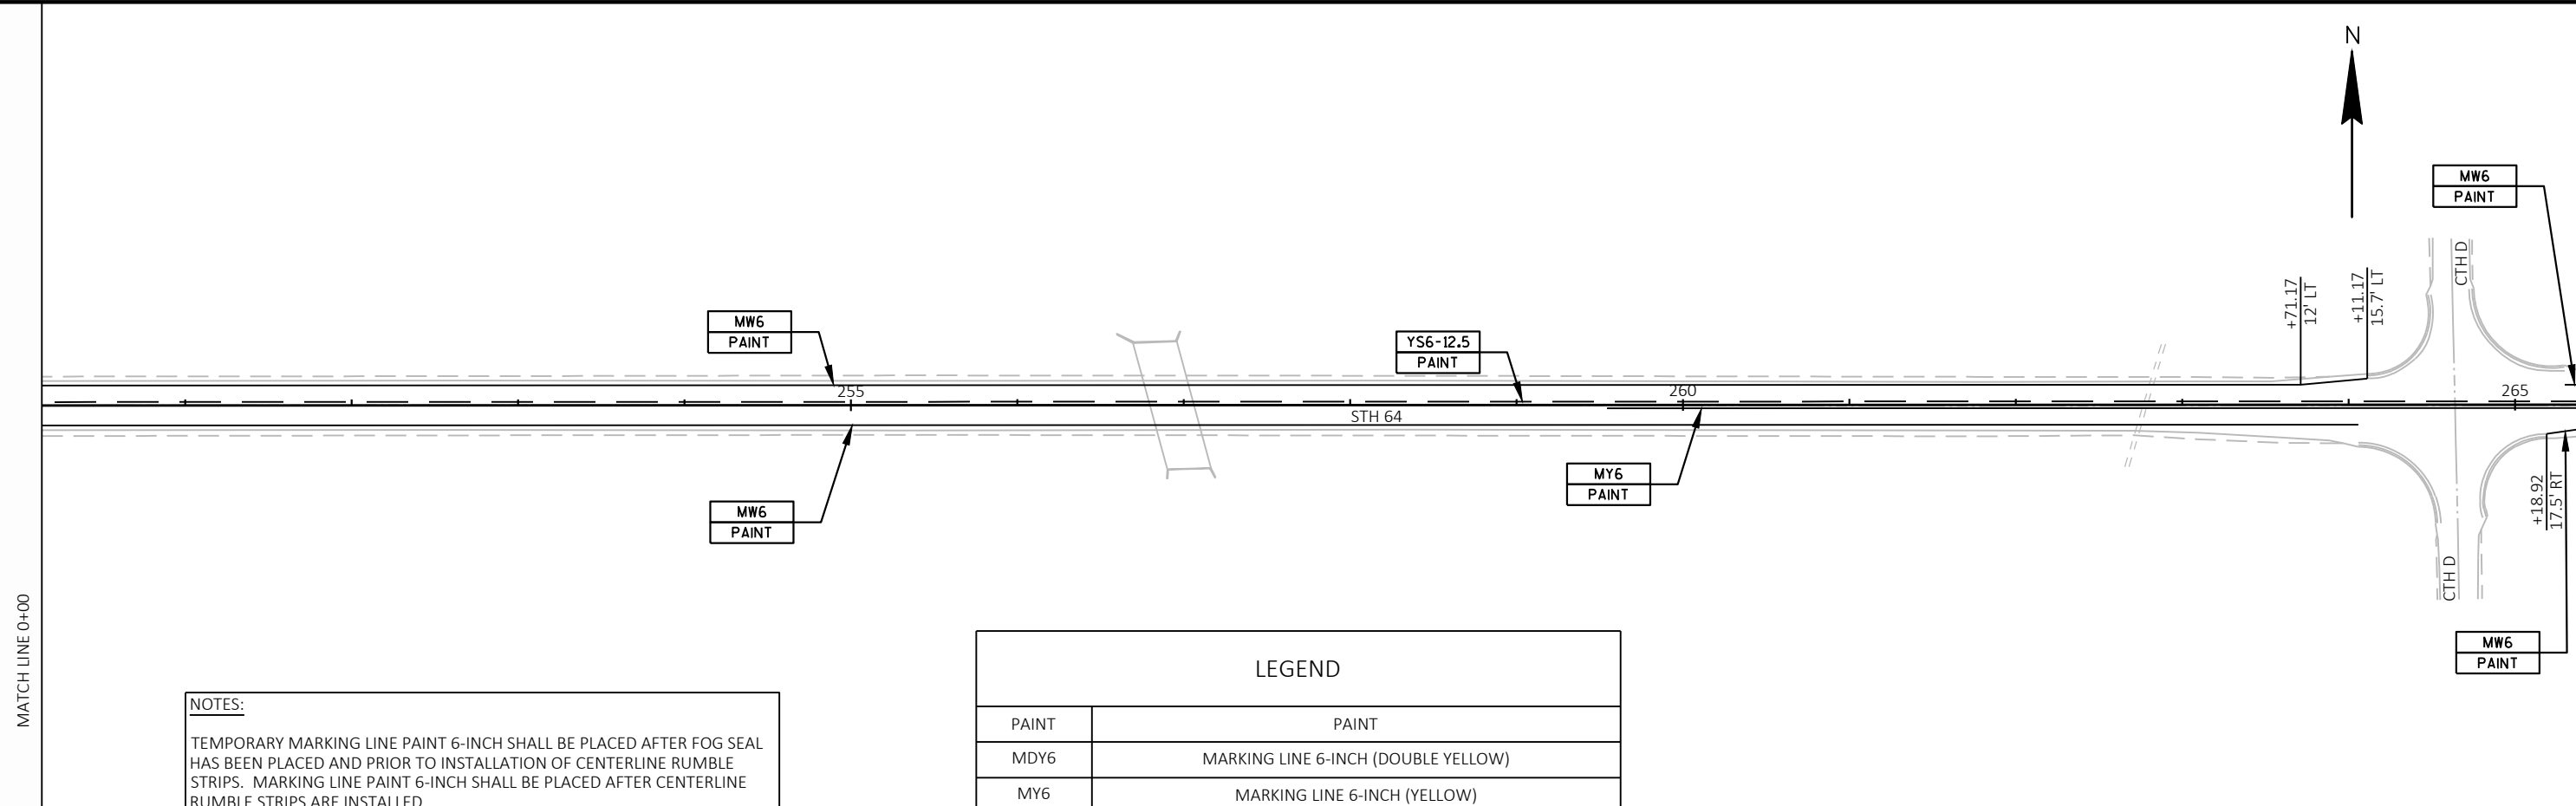 N
MW6
PAINT
CTH D
+71.17
12' LT
+11.17
15.7' LT
MW6
PAINT
YS6-12.5
PAINT
255
260
265
STH 64
MY6
PAINT
MW6
PAINT
+18.92
17.5' RT
CTH D
MW6
PAINT
MATCH LINE 0+00
NOTES:
TEMPORARY MARKING LINE PAINT 6-INCH SHALL BE PLACED AFTER FOG SEAL
HAS BEEN PLACED AND PRIOR TO INSTALLATION OF CENTERLINE RUMBLE
STRIPS. MARKING LINE PAINT 6-INCH SHALL BE PLACED AFTER CENTERLINE
RUMBLE STRIPS ARE INSTALLED
LEGEND
PAINT PAINT
MDY6 MARKING LINE 6-INCH (DOUBLE YELLOW)
MY6 MARKING LINE 6-INCH (YELLOW)